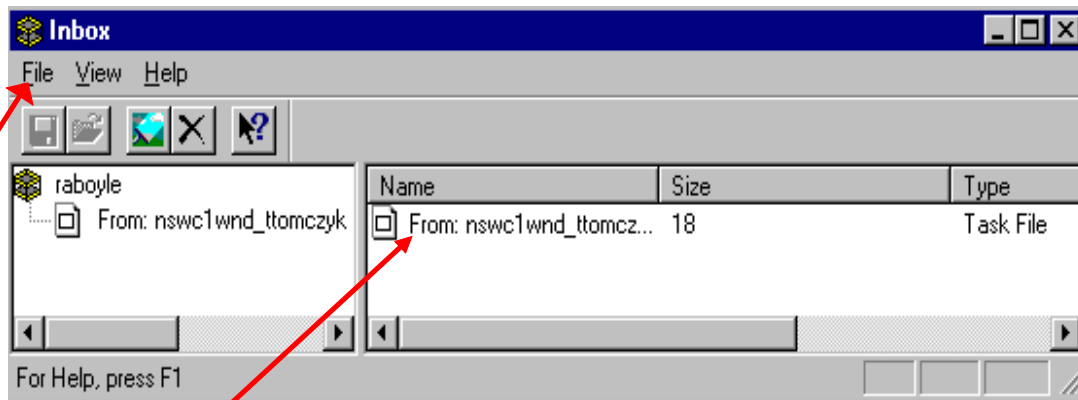 Inbox
File View Help
raboyle
From: nswc1wnd_ttomczyk
Name Size Type
From: nswc1wnd_ttomcz... 18 Task File
For Help, press F1